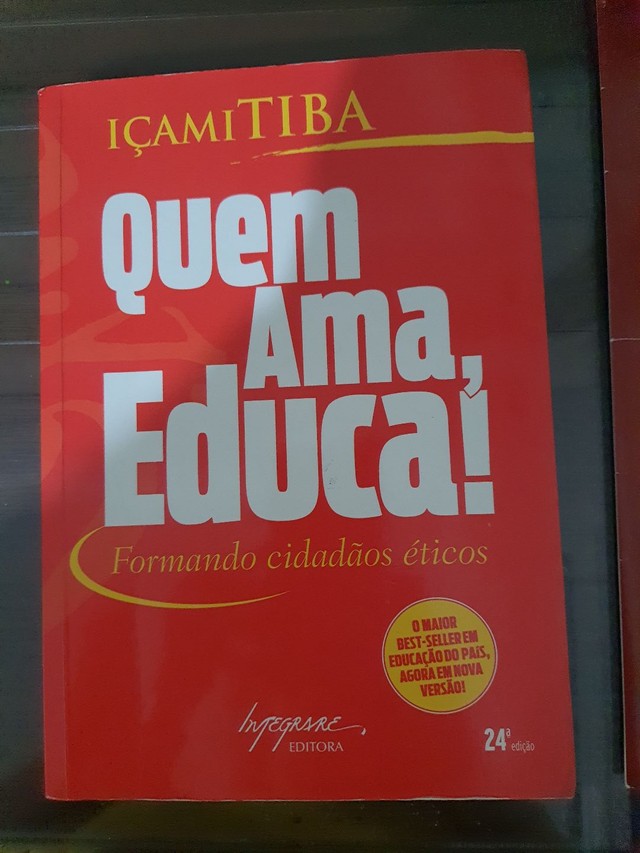 IÇAMI TIBA
Quem
Ama,
Educa!
Formando cidadãos éticos
O MAIOR
BEST-SELLER EM
EDUCAÇÃO DO PAÍS,
AGORA EM NOVA
VERSÃO!
INTEGRARE
EDITORA
24ª edição